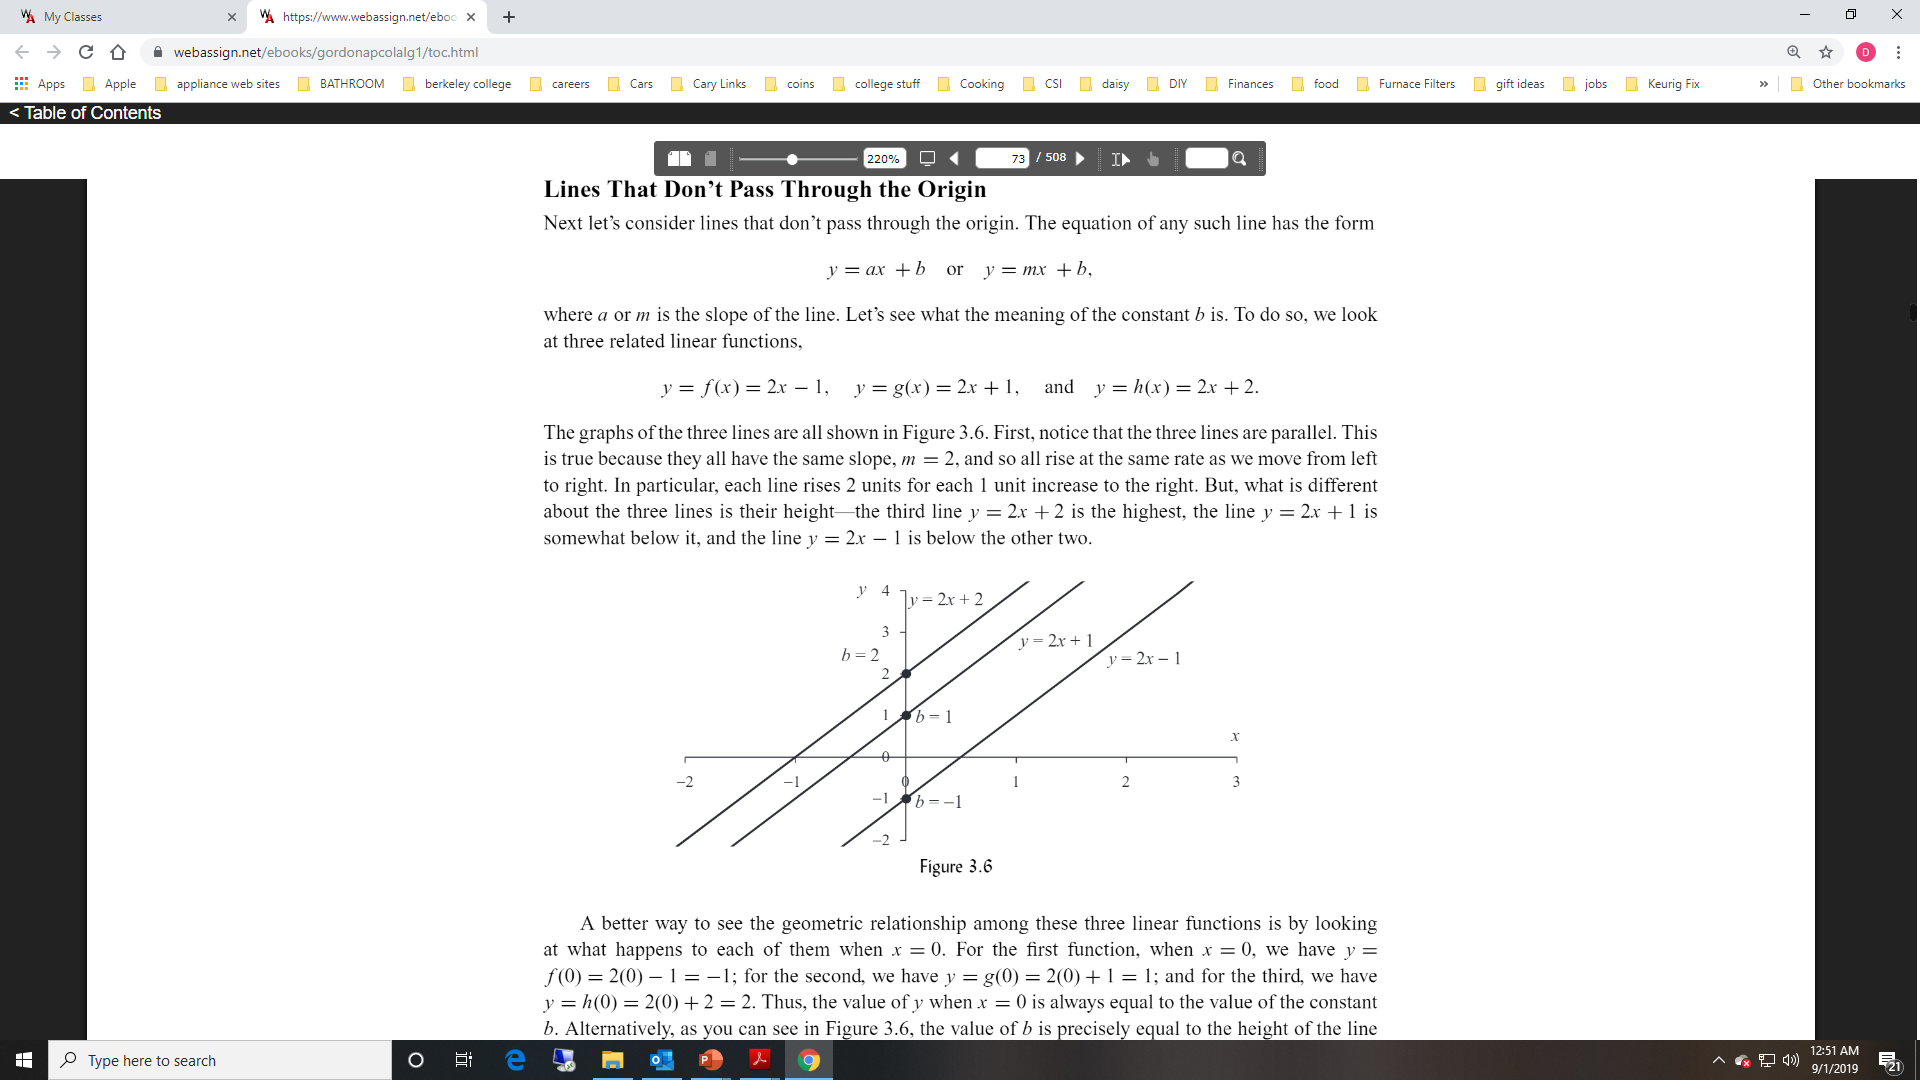 My Classes
https://www.webassign.net/eboo
webassign.net/ebooks/gordonapcolalg1/toc.html
D
Apps Apple appliance web sites BATHROOM berkeley college careers Cars Cary Links coins college stuff Cooking CSI daisy DIY Finances food Furnace Filters gift ideas jobs Keurig Fix » Other bookmarks
< Table of Contents
220% 73 / 508
Lines That Don’t Pass Through the Origin
Next let’s consider lines that don’t pass through the origin. The equation of any such line has the form
y = ax + b or y = mx + b,
where a or m is the slope of the line. Let’s see what the meaning of the constant b is. To do so, we look
at three related linear functions,
y = f(x) = 2x − 1, y = g(x) = 2x + 1, and y = h(x) = 2x + 2.
The graphs of the three lines are all shown in Figure 3.6. First, notice that the three lines are parallel. This
is true because they all have the same slope, m = 2, and so all rise at the same rate as we move from left
to right. In particular, each line rises 2 units for each 1 unit increase to the right. But, what is different
about the three lines is their height—the third line y = 2x + 2 is the highest, the line y = 2x + 1 is
somewhat below it, and the line y = 2x − 1 is below the other two.
y 4
y = 2x + 2
3
y = 2x + 1
b = 2
y = 2x − 1
2
1
b = 1
x
0
−2 −1 0 1 2 3
−1
b = −1
−2
Figure 3.6
A better way to see the geometric relationship among these three linear functions is by looking
at what happens to each of them when x = 0. For the first function, when x = 0, we have y =
f(0) = 2(0) − 1 = −1; for the second, we have y = g(0) = 2(0) + 1 = 1; and for the third, we have
y = h(0) = 2(0) + 2 = 2. Thus, the value of y when x = 0 is always equal to the value of the constant
b. Alternatively, as you can see in Figure 3.6, the value of b is precisely equal to the height of the line
Type here to search
12:51 AM
9/1/2019
21